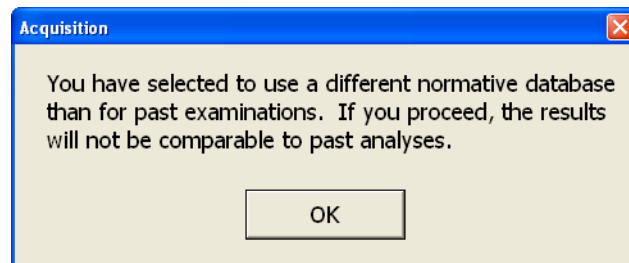 Acquisition
You have selected to use a different normative database
than for past examinations.  If you proceed, the results
will not be comparable to past analyses.
OK